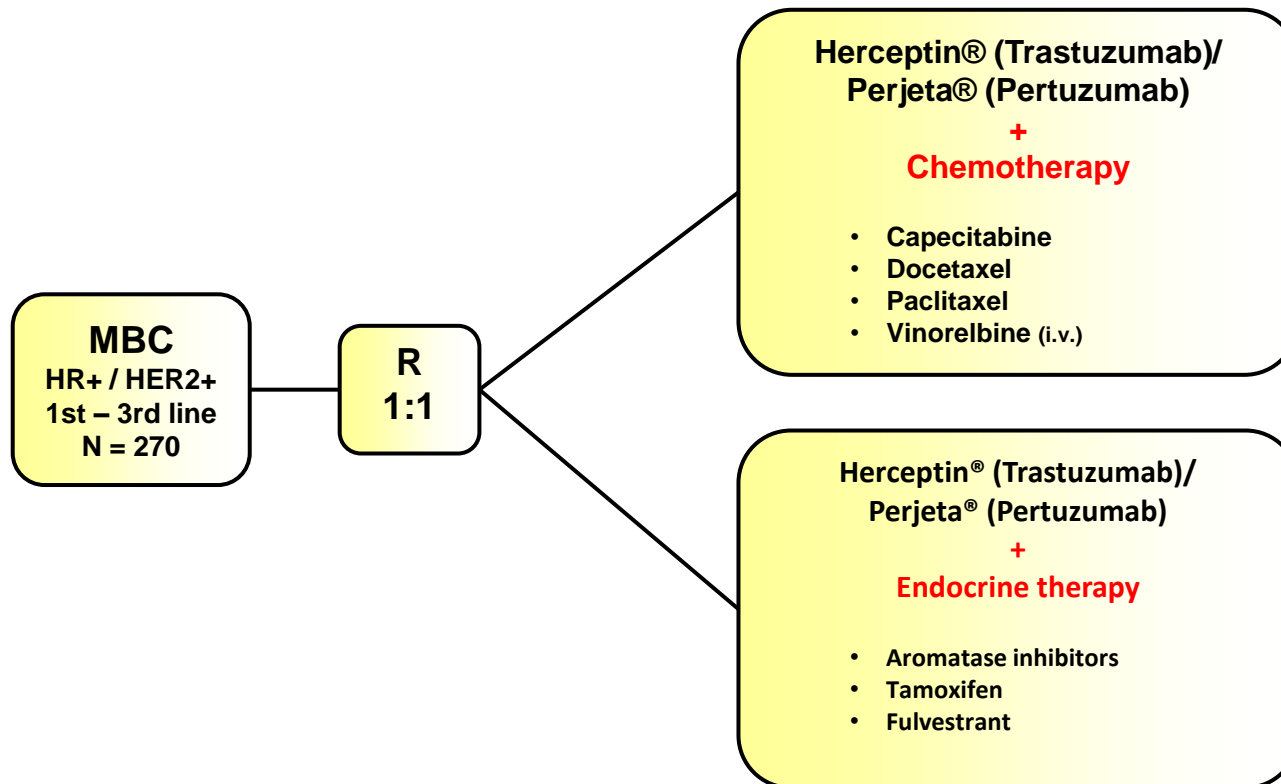 MBC
HR+ / HER2+
1st – 3rd line
N = 270
R
1:1
Herceptin® (Trastuzumab)/
Perjeta® (Pertuzumab)
+
Chemotherapy
• Capecitabine
• Docetaxel
• Paclitaxel
• Vinorelbine (i.v.)
Herceptin® (Trastuzumab)/
Perjeta® (Pertuzumab)
+
Endocrine therapy
• Aromatase inhibitors
• Tamoxifen
• Fulvestrant